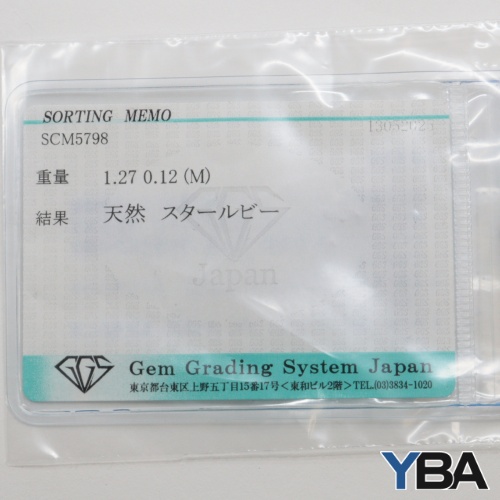 SORTING MEMO
SCM5798
重量 1.27 0.12 (M)
結果 天然 スタールビー
Japan
GGS
Gem Grading System Japan
東京都台東区上野五丁目15番17号<東和ビル2階>TEL.(03)3834-1020
YBA